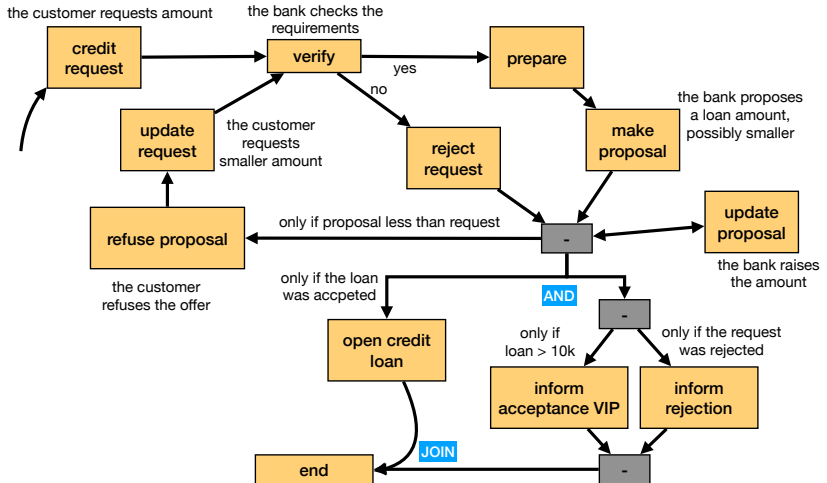 the customer requests amount
credit
request
the bank checks the
requirements
verify
yes
no
prepare
the bank proposes
a loan amount,
possibly smaller
make
proposal
update
request
the customer
requests
smaller amount
reject
request
refuse proposal
only if proposal less than request
-
update
proposal
the customer
refuses the offer
the bank raises
the amount
only if the loan
was accpeted
AND
-
only if
loan > 10k
only if the request
was rejected
open credit
loan
inform
acceptance VIP
inform
rejection
JOIN
end
-